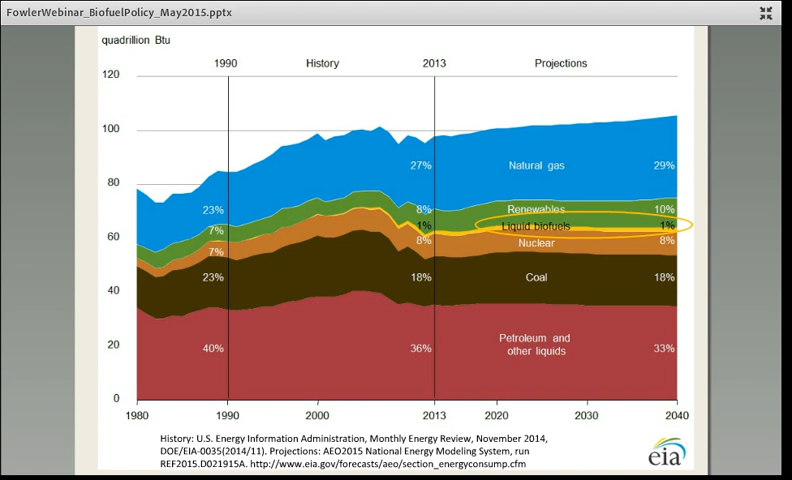 FowlerWebinar_BiofuelPolicy_May2015.pptx
quadrillion Btu
1990 History 2013 Projections
120
100
80
60
40
20
0
27% Natural gas 29%
23%
8% Renewables 10%
7%
1% Liquid biofuels 1%
8% Nuclear 8%
7%
23% 18% Coal 18%
40% 36% Petroleum and 33%
other liquids
1980 1990 2000 2013 2020 2030 2040
History: U.S. Energy Information Administration, Monthly Energy Review, November 2014,
DOE/EIA-0035(2014/11). Projections: AEO2015 National Energy Modeling System, run
REF2015.D021915A. http://www.eia.gov/forecasts/aeo/section_energyconsump.cfm
eia